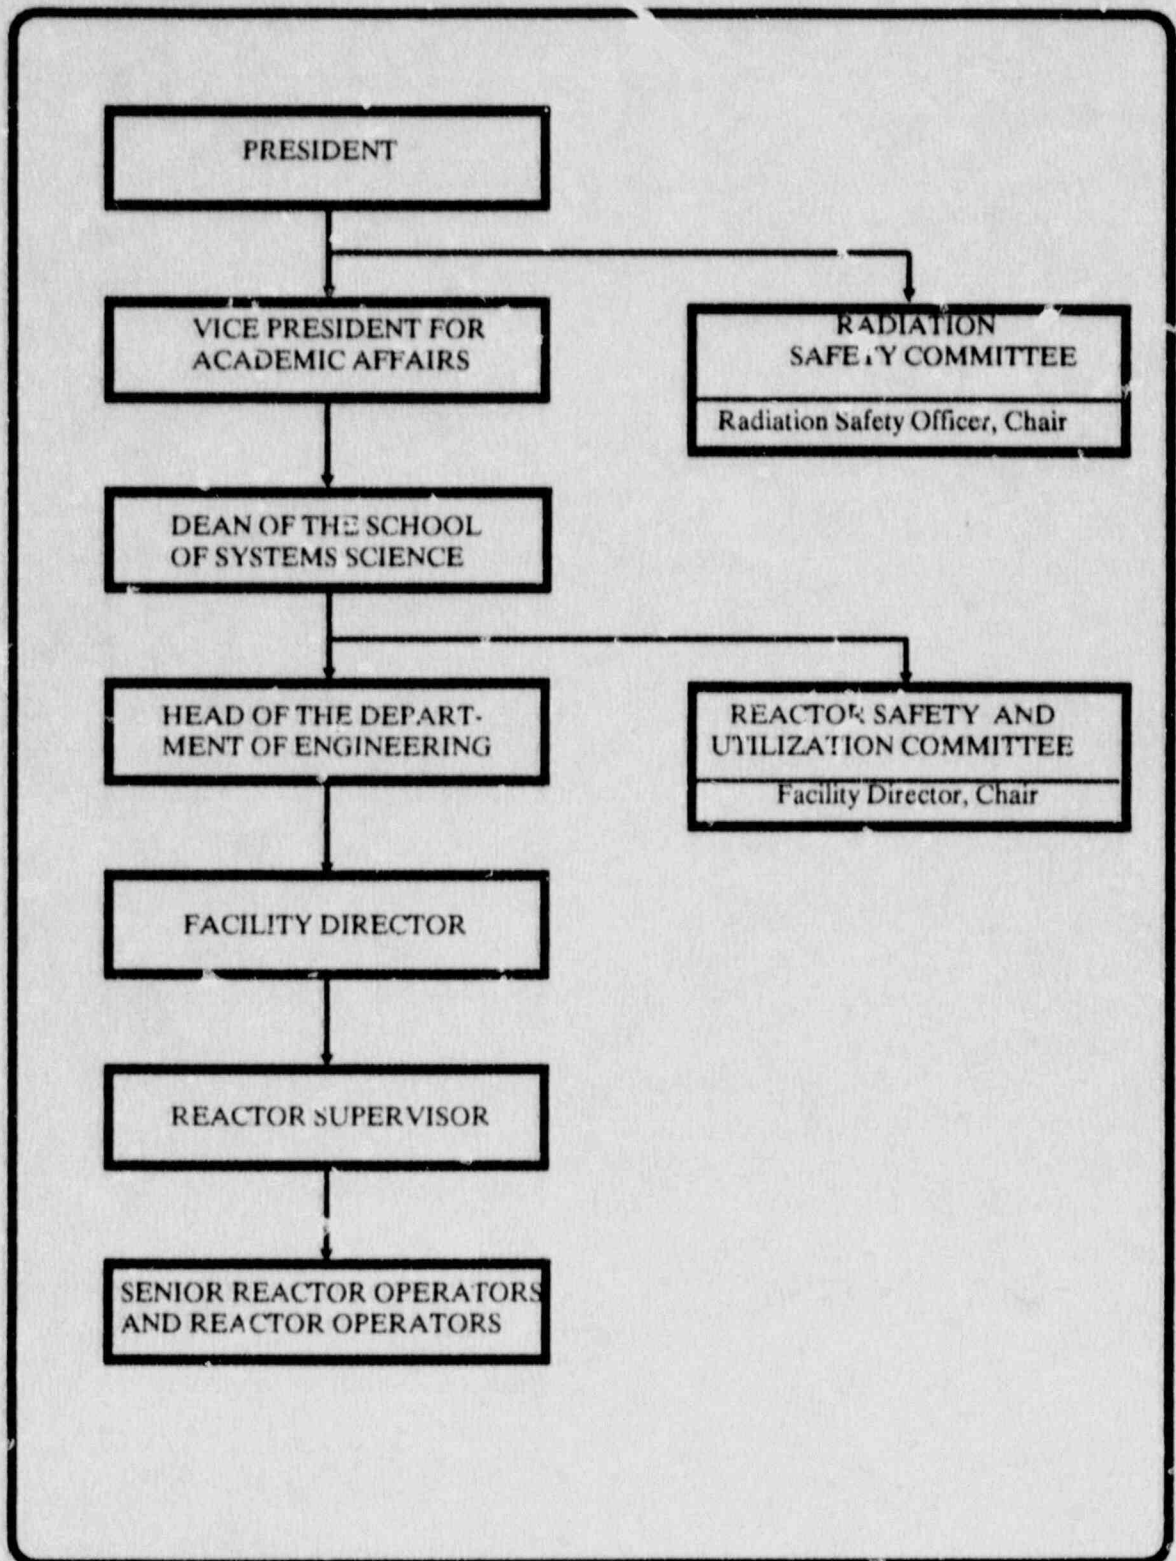 PRESIDENT
VICE PRESIDENT FOR
ACADEMIC AFFAIRS
RADIATION
SAFETY COMMITTEE
Radiation Safety Officer, Chair
DEAN OF THE SCHOOL
OF SYSTEMS SCIENCE
HEAD OF THE DEPART-
MENT OF ENGINEERING
REACTOR SAFETY AND
UTILIZATION COMMITTEE
Facility Director, Chair
FACILITY DIRECTOR
REACTOR SUPERVISOR
SENIOR REACTOR OPERATORS
AND REACTOR OPERATORS